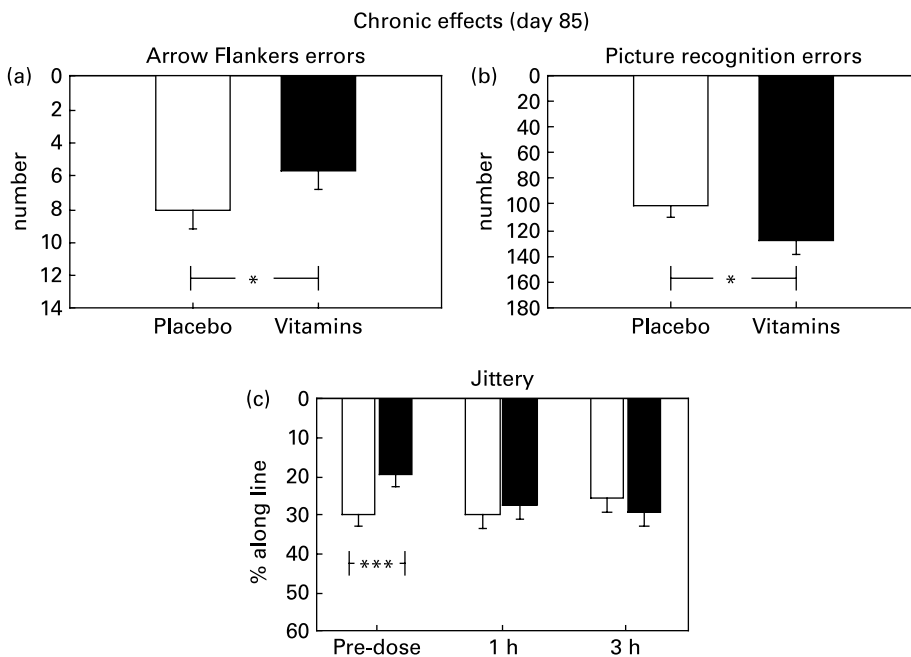 Chronic effects (day 85)
(a)
Arrow Flankers errors
number
0
2
4
6
8
10
12
14
*
Placebo
Vitamins
(b)
Picture recognition errors
number
0
20
40
60
80
100
120
140
160
180
*
Placebo
Vitamins
(c)
Jittery
% along line
0
10
20
30
40
50
60
***
Pre-dose
1 h
3 h